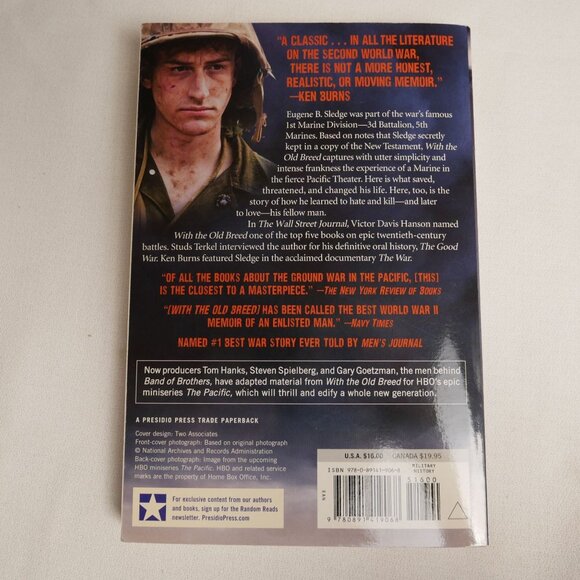 "A CLASSIC . . . IN ALL THE LITERATURE
ON THE SECOND WORLD WAR,
THERE IS NOT A MORE HONEST,
REALISTIC, OR MOVING MEMOIR."
—KEN BURNS
Eugene B. Sledge was part of the war's famous
1st Marine Division—3d Battalion, 5th
Marines. Based on notes that Sledge secretly
kept in a copy of the New Testament, With the
Old Breed captures with utter simplicity and
intense frankness the experience of a Marine in
the fierce Pacific Theater. Here is what saved,
threatened, and changed his life. Here, too, is the
story of how he learned to hate and kill—and later
to love—his fellow man.
In The Wall Street Journal, Victor Davis Hanson named
With the Old Breed one of the top five books on epic twentieth-century
battles. Studs Terkel interviewed the author for his definitive oral history, The Good
War. Ken Burns featured Sledge in the acclaimed documentary The War.
"OF ALL THE BOOKS ABOUT THE GROUND WAR IN THE PACIFIC, [THIS]
IS THE CLOSEST TO A MASTERPIECE." —THE NEW YORK REVIEW OF BOOKS
"[WITH THE OLD BREED] HAS BEEN CALLED THE BEST WORLD WAR II
MEMOIR OF AN ENLISTED MAN." —NAVY TIMES
NAMED #1 BEST WAR STORY EVER TOLD BY MEN'S JOURNAL
Now producers Tom Hanks, Steven Spielberg, and Gary Goetzman, the men behind
Band of Brothers, have adapted material from With the Old Breed for HBO's epic
miniseries The Pacific, which will thrill and edify a whole new generation.
A PRESIDIO PRESS TRADE PAPERBACK
Cover design: Two Associates
Front-cover photograph: Based on original photograph
© National Archives and Records Administration
Back-cover photograph: Image from the upcoming
HBO miniseries The Pacific. HBO and related service
marks are the property of Home Box Office, Inc.
For exclusive content from our authors
and books, sign up for the Random Reads
newsletter. PresidioPress.com
U.S.A. $16.00 CANADA $19.95
ISBN 978-0-89141-906-8
MILITARY
HISTORY
51600
9 780891 419068